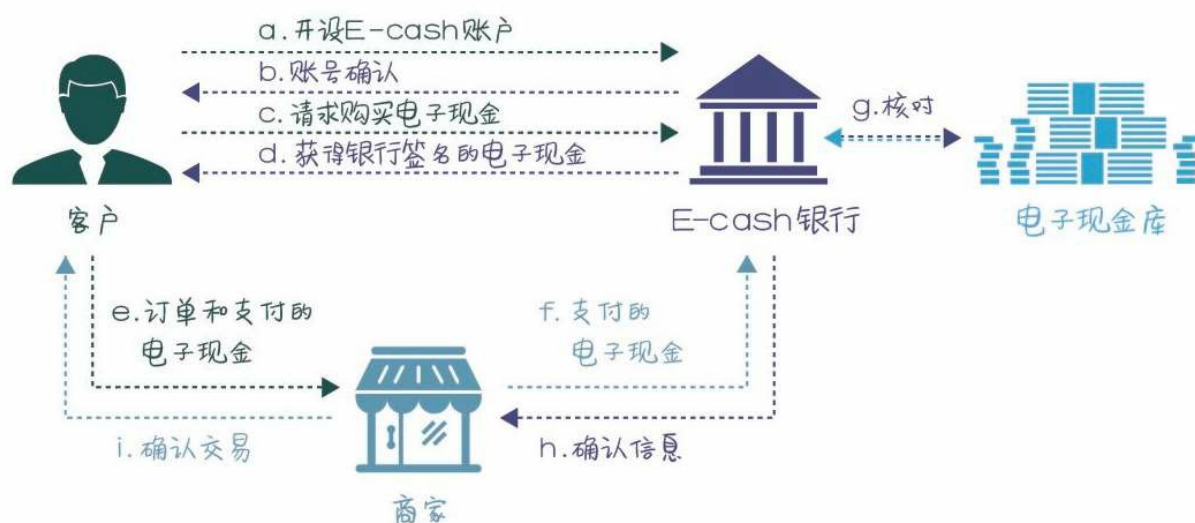 a.开设E-cash账户
b.账号确认
c.请求购买电子现金
d.获得银行签名的电子现金
g.核对
客户
E-cash银行
电子现金库
e.订单和支付的
电子现金
f.支付的
电子现金
i.确认交易
h.确认信息
商家